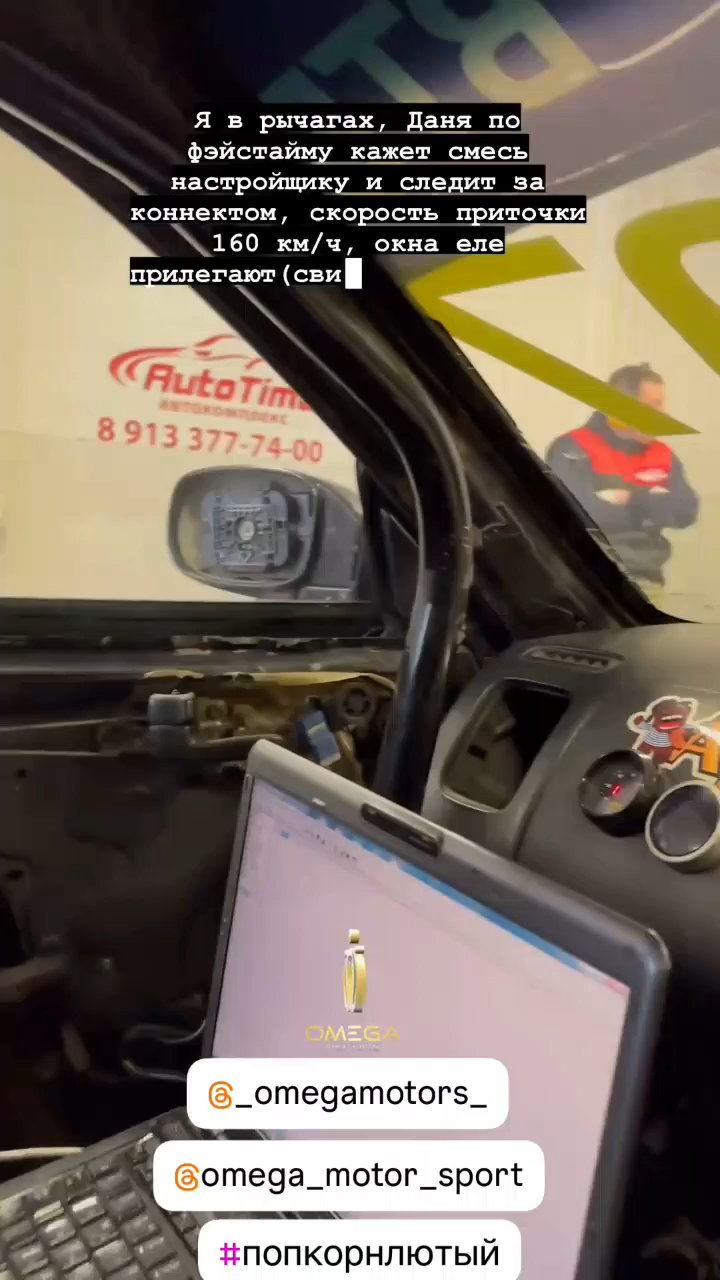 Я в рычагах, Даня по
фэйстайму кажет смесь
настройщику и следит за
коннектом, скорость приточки
160 км/ч, окна еле
прилегают(сви
AutoTime
АВТОКОМПЛЕКС
8 913 377-74-00
OMEGA
@_omegamotors_
@omega_motor_sport
#попкорнлютый